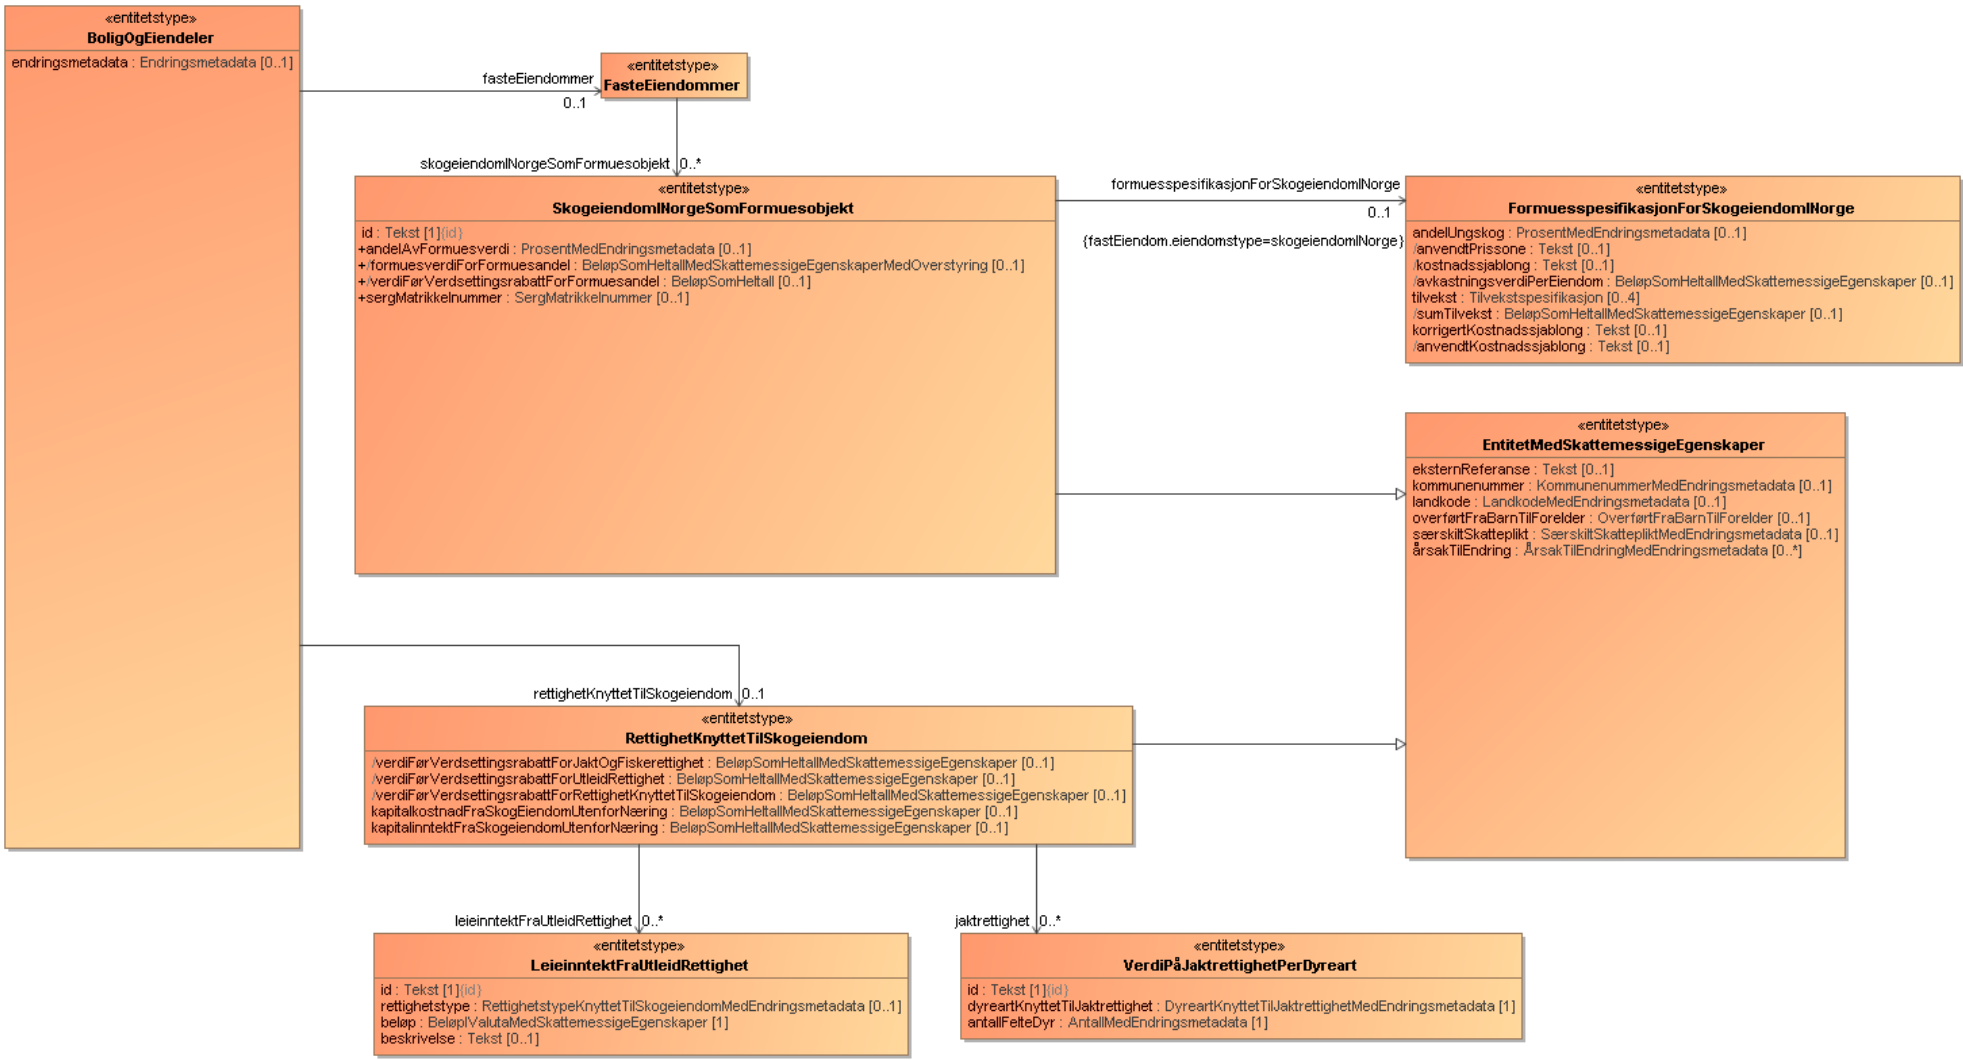 «entitetstype»
BoligOgEiendeler
endringsmetadata : Endringsmetadata [0..1]
fasteEiendommer
0..1
«entitetstype»
FasteEiendommer
skogeiendomINorgeSomFormuesobjekt 0..*
«entitetstype»
SkogeiendomINorgeSomFormuesobjekt
id : Tekst [1]{id}
+andelAvFormuesverdi : ProsentMedEndringsmetadata [0..1]
+/formuesverdiForFormuesandel : BeløpSomHeltallMedSkattemessigeEgenskaperMedOverstyring [0..1]
+/verdiFørVerdsettingsrabattForFormuesandel : BeløpSomHeltall [0..1]
+sergMatrikkelnummer : SergMatrikkelnummer [0..1]
formuesspesifikasjonForSkogeiendomINorge
0..1
{fastEiendom.eiendomstype=skogeiendomINorge}
«entitetstype»
FormuesspesifikasjonForSkogeiendomINorge
andelUngskog : ProsentMedEndringsmetadata [0..1]
/anvendtPrissone : Tekst [0..1]
/kostnadssjablong : Tekst [0..1]
/avkastningsverdiPerEiendom : BeløpSomHeltallMedSkattemessigeEgenskaper [0..1]
tilvekst : Tilvekstspesifikasjon [0..4]
/sumTilvekst : BeløpSomHeltallMedSkattemessigeEgenskaper [0..1]
korrigertKostnadssjablong : Tekst [0..1]
/anvendtKostnadssjablong : Tekst [0..1]
«entitetstype»
EntitetMedSkattemessigeEgenskaper
eksternReferanse : Tekst [0..1]
kommunenummer : KommunenummerMedEndringsmetadata [0..1]
landkode : LandkodeMedEndringsmetadata [0..1]
overførtFraBarnTilForelder : OverførtFraBarnTilForelder [0..1]
særskiltSkatteplikt : SærskiltSkattepliktMedEndringsmetadata [0..1]
årsakTilEndring : ÅrsakTilEndringMedEndringsmetadata [0..*]
rettighetKnyttetTilSkogeiendom 0..1
«entitetstype»
RettighetKnyttetTilSkogeiendom
/verdiFørVerdsettingsrabattForJaktOgFiskerettighet : BeløpSomHeltallMedSkattemessigeEgenskaper [0..1]
/verdiFørVerdsettingsrabattForUtleidRettighet : BeløpSomHeltallMedSkattemessigeEgenskaper [0..1]
/verdiFørVerdsettingsrabattForRettighetKnyttetTilSkogeiendom : BeløpSomHeltallMedSkattemessigeEgenskaper [0..1]
kapitalkostnadFraSkogEiendomUtenforNæring : BeløpSomHeltallMedSkattemessigeEgenskaper [0..1]
kapitalinntektFraSkogeiendomUtenforNæring : BeløpSomHeltallMedSkattemessigeEgenskaper [0..1]
leieinntektFraUtleidRettighet 0..*
«entitetstype»
LeieinntektFraUtleidRettighet
id : Tekst [1]{id}
rettighetstype : RettighetstypeKnyttetTilSkogeiendomMedEndringsmetadata [0..1]
beløp : BeløpIValutaMedSkattemessigeEgenskaper [1]
beskrivelse : Tekst [0..1]
jaktrettighet 0..*
«entitetstype»
VerdiPåJaktrettighetPerDyreart
id : Tekst [1]{id}
dyreartKnyttetTilJaktrettighet : DyreartKnyttetTilJaktrettighetMedEndringsmetadata [1]
antallFelteDyr : AntallMedEndringsmetadata [1]